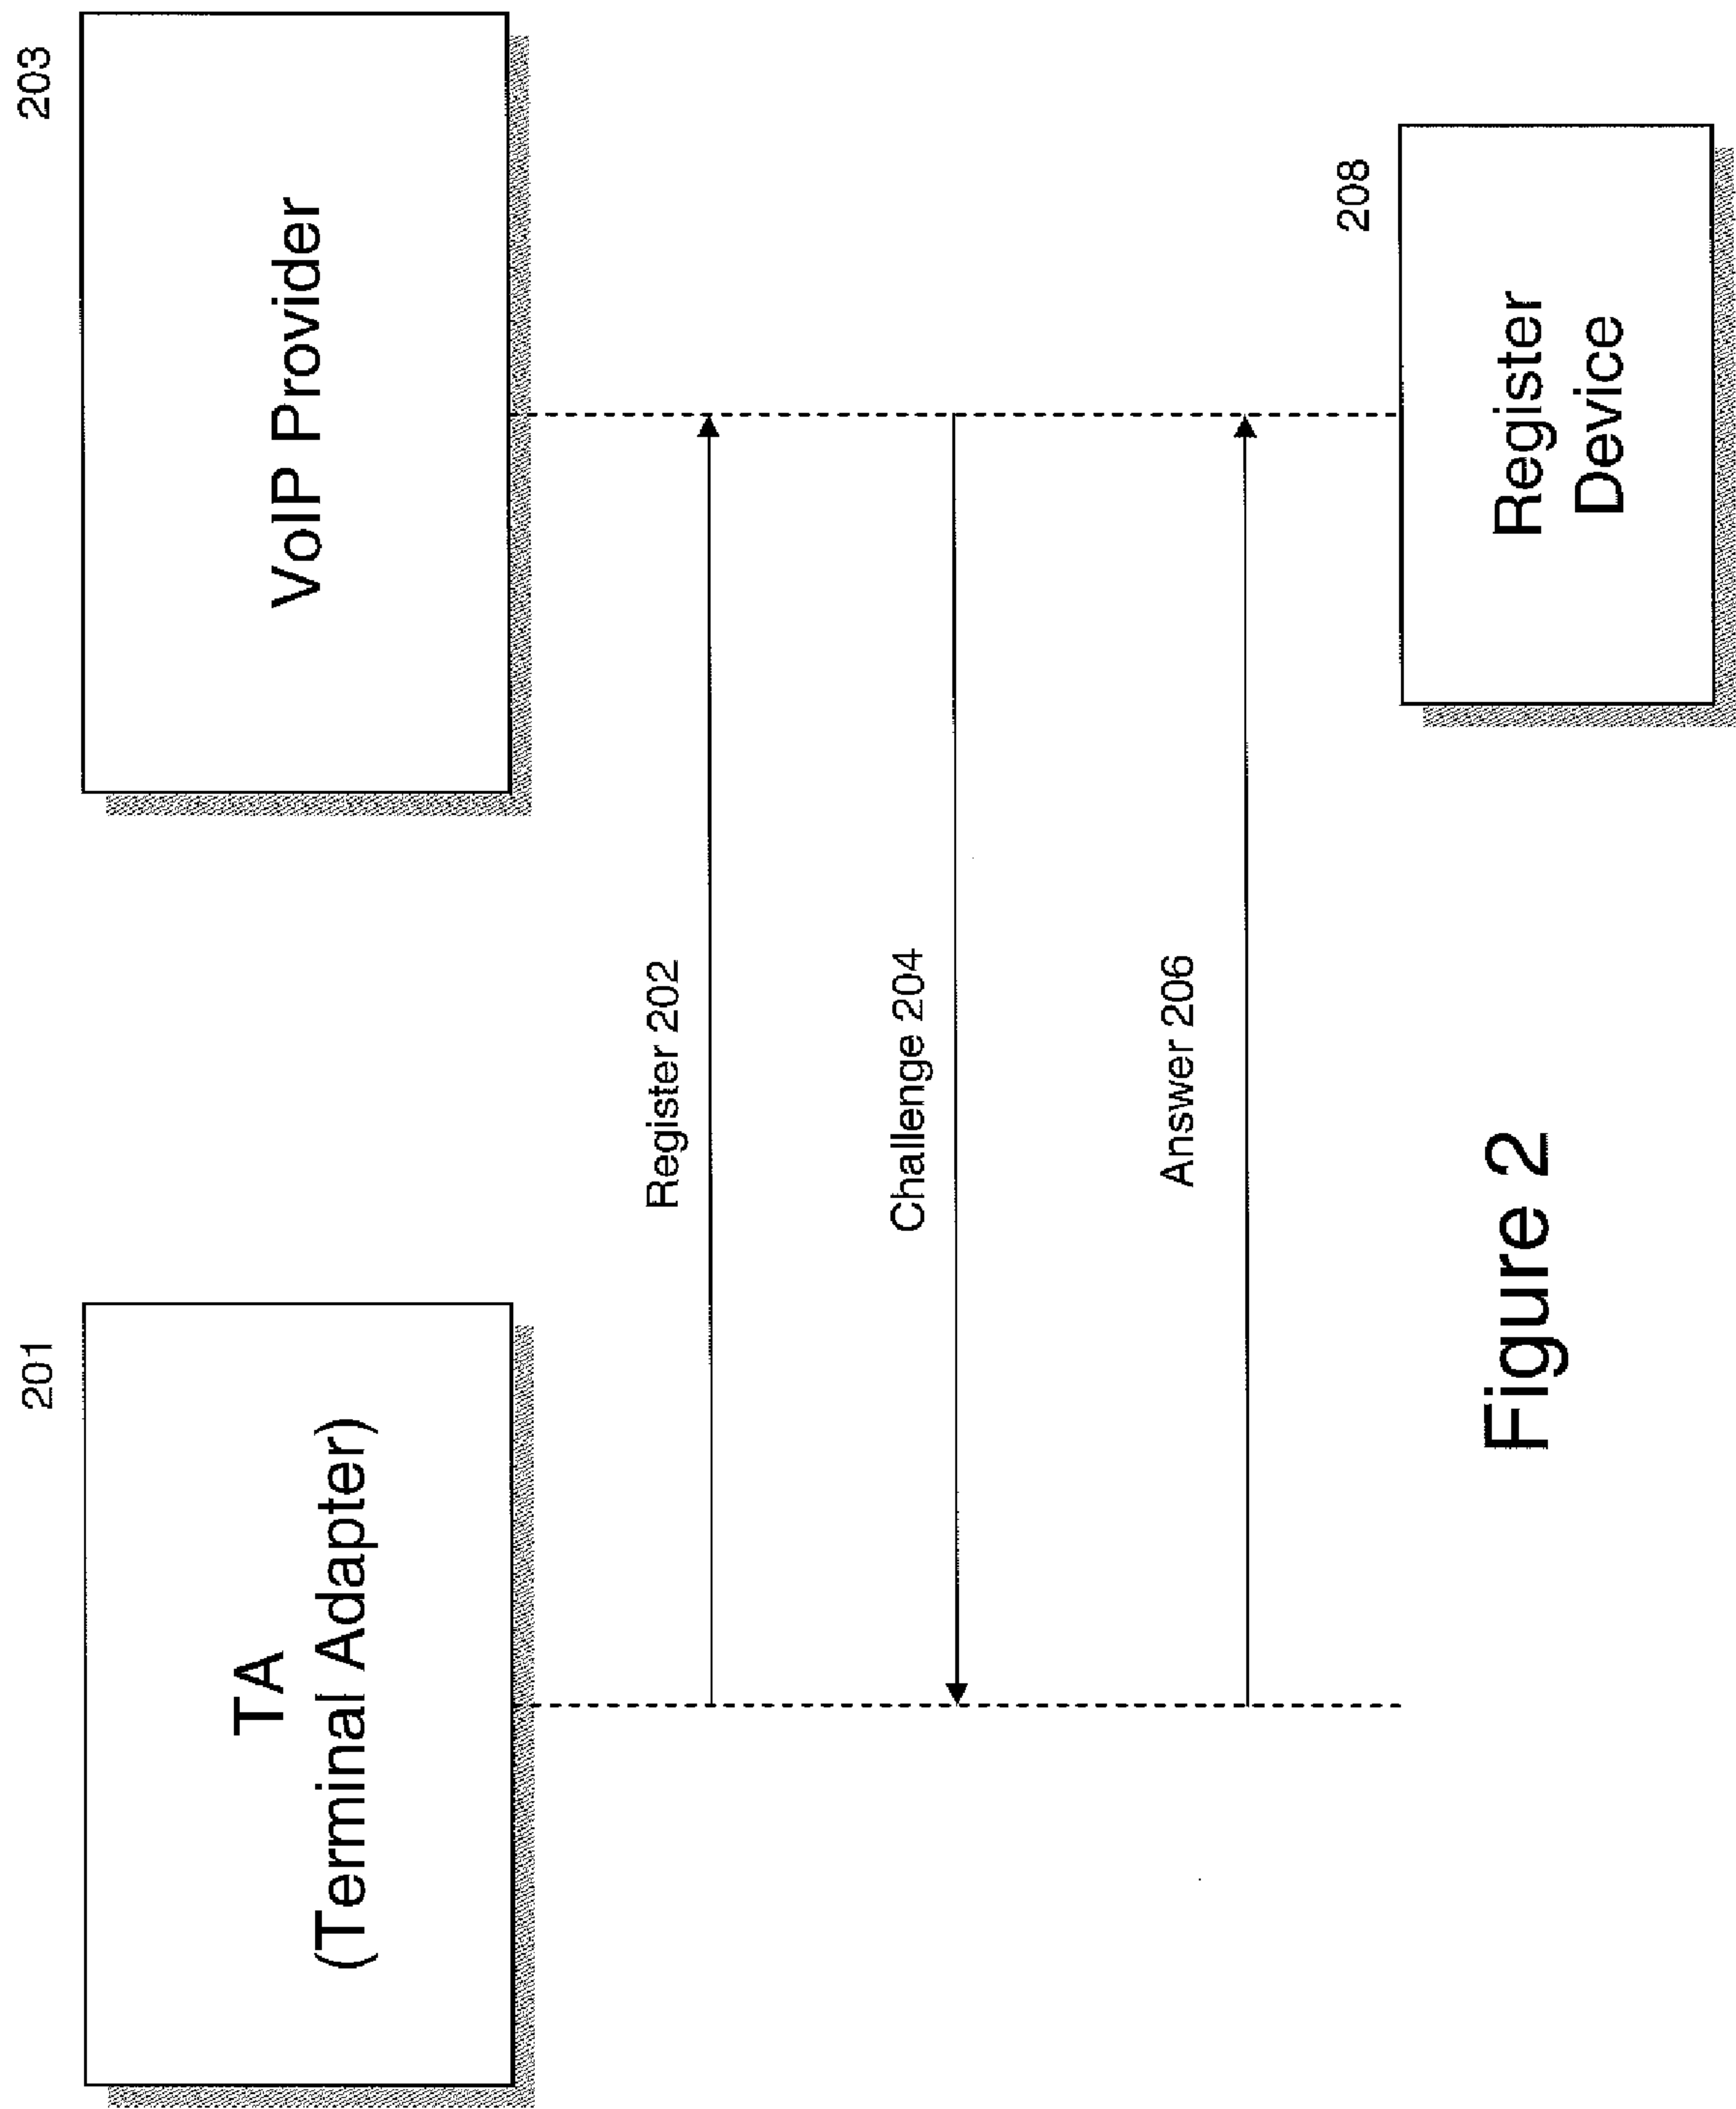 201
203
TA
(Terminal Adapter)
VoIP Provider
Register 202
Challenge 204
Answer 206
208
Register
Device
Figure 2